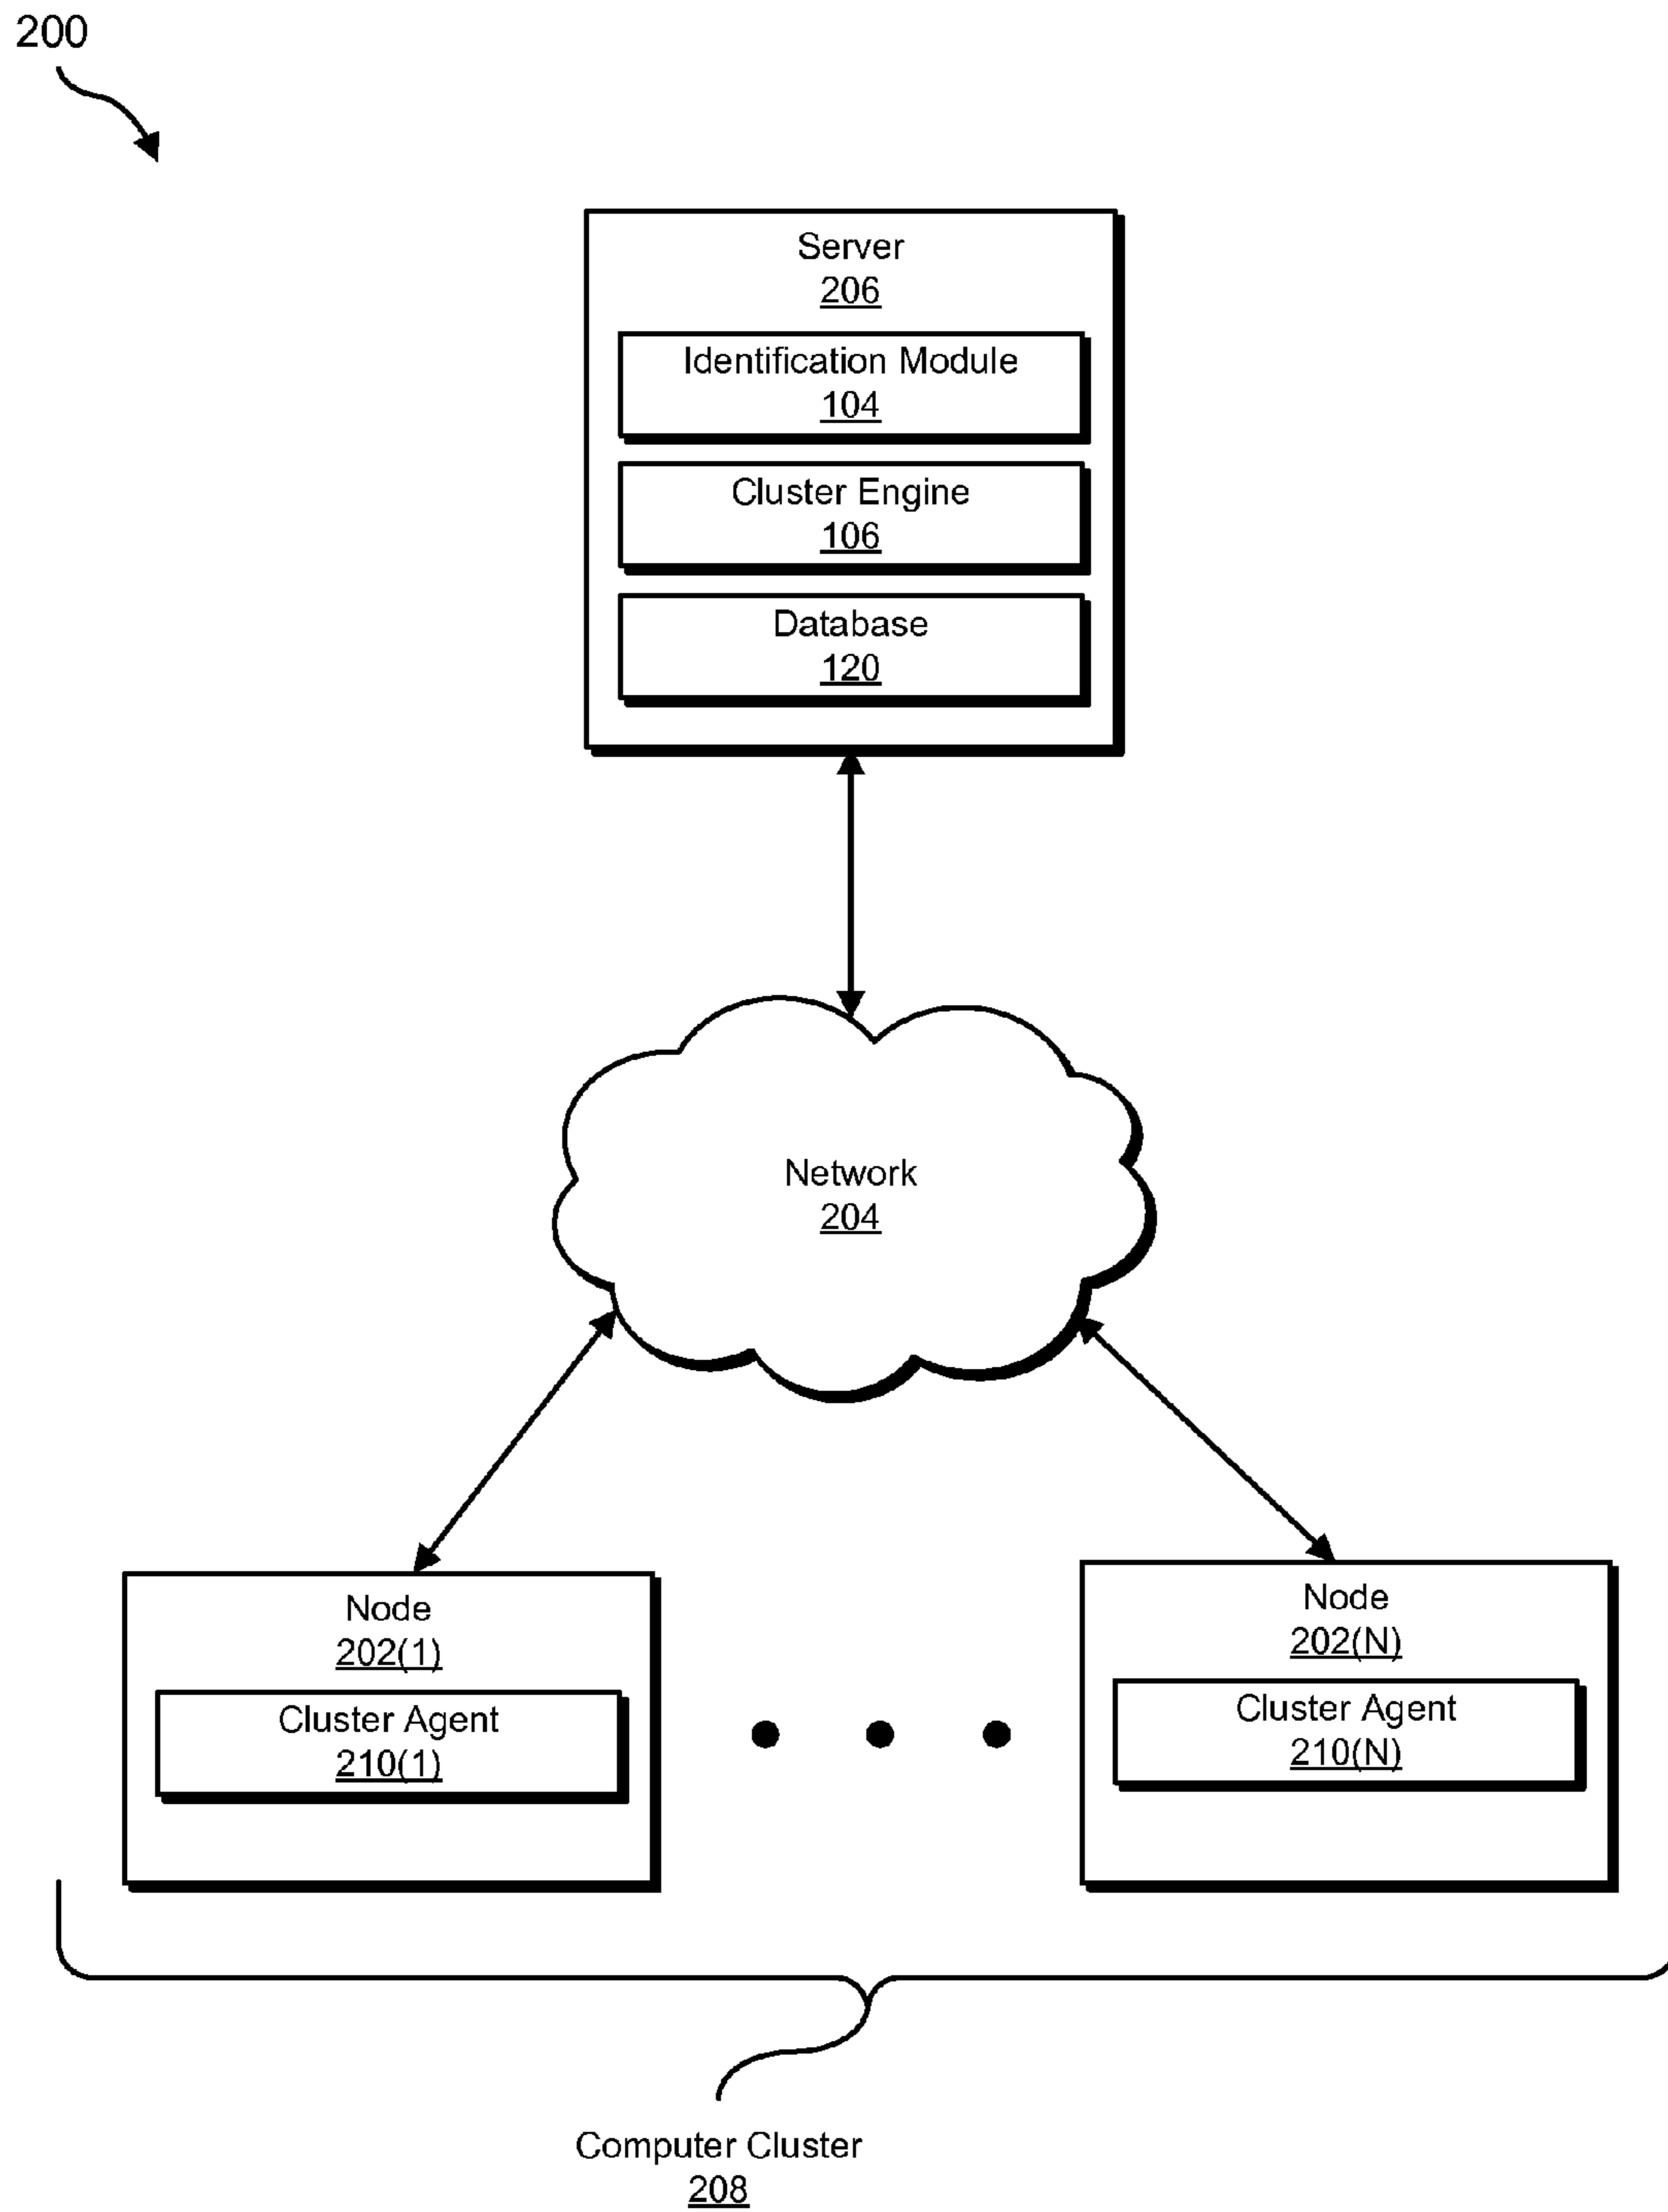 200
Server
206
Identification Module
104
Cluster Engine
106
Database
120
Network
204
Node
202(1)
Cluster Agent
210(1)
Node
202(N)
Cluster Agent
210(N)
Computer Cluster
208